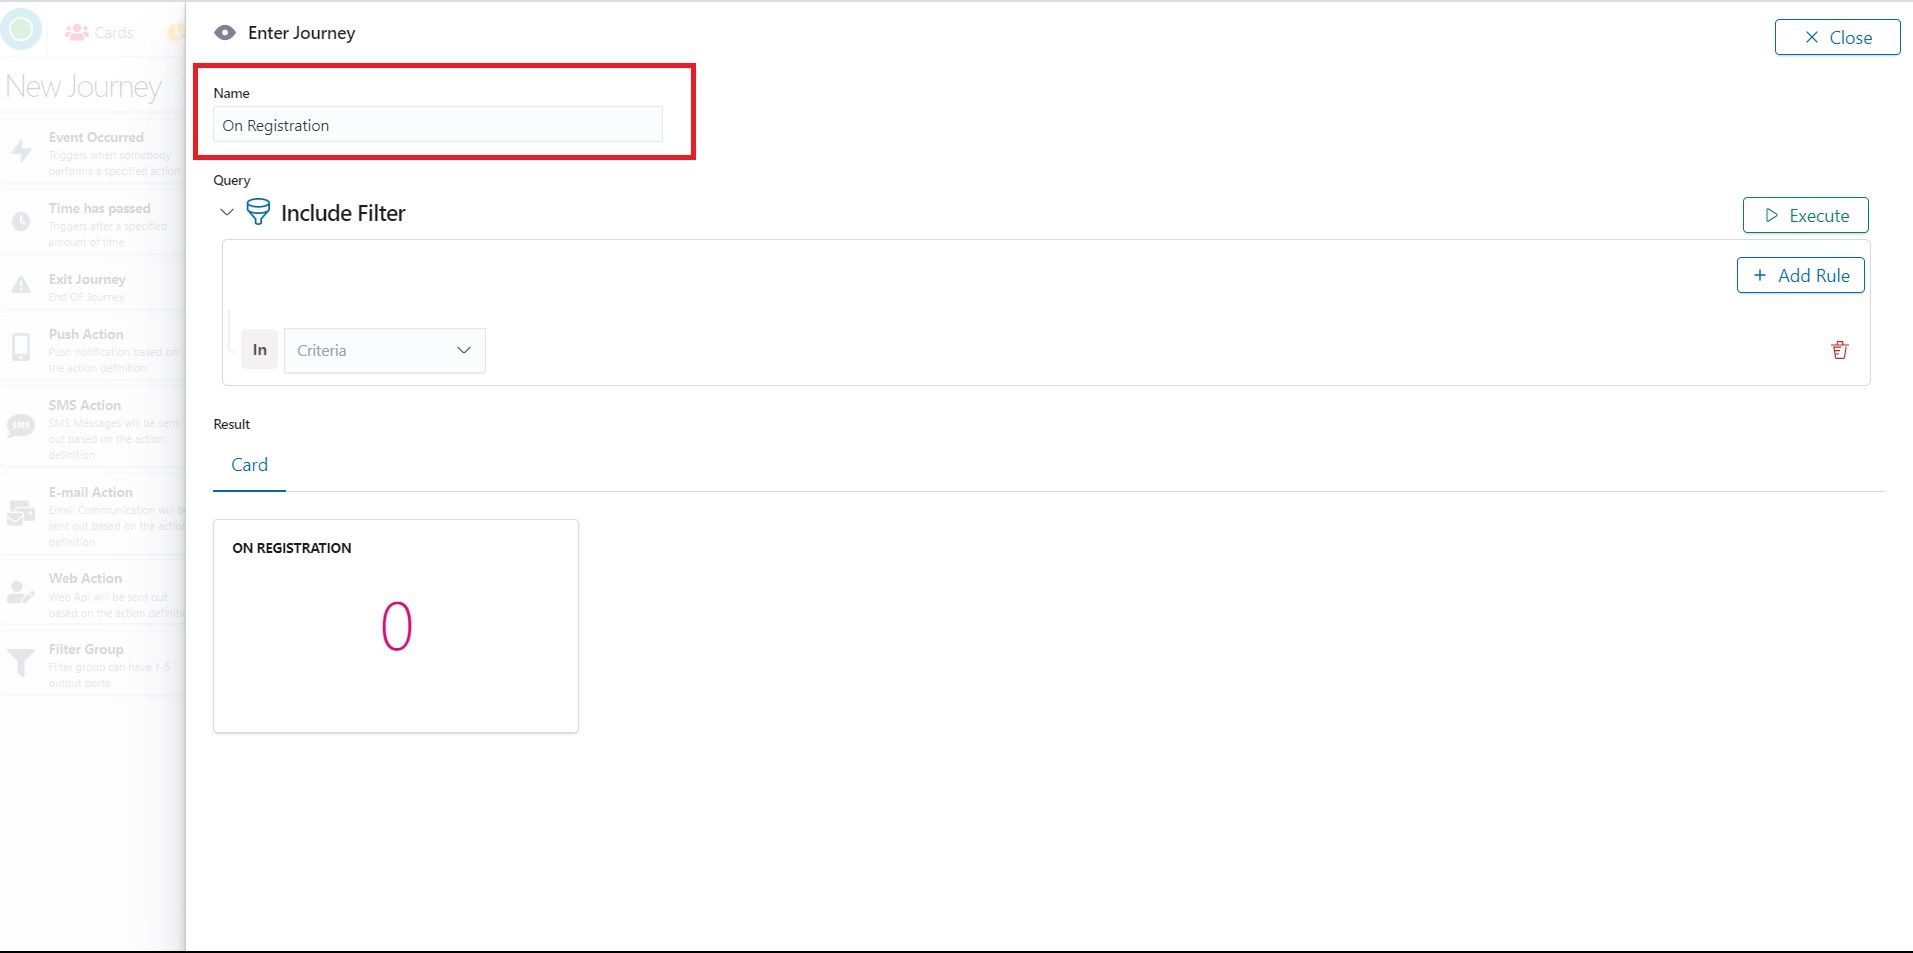 Cards
New Journey
Event Occurred
Triggers when somebody
performs a specified action
Time has passed
Triggers after a specified
amount of time
Exit Journey
End OF Journey
Push Action
Push notification based on
the action definition
SMS Action
SMS
SMS Messages will be sent
out based on the action
definition
E-mail Action
Email Communication will b
sent out based on the actio
definition
Web Action
Web Api will be sent out
based on the action definitio
Filter Group
Filter group can have 1-5
output ports
Enter Journey
Close
Name
On Registration
Query
Include Filter
Execute
Add Rule
In Criteria
Result
Card
ON REGISTRATION
0